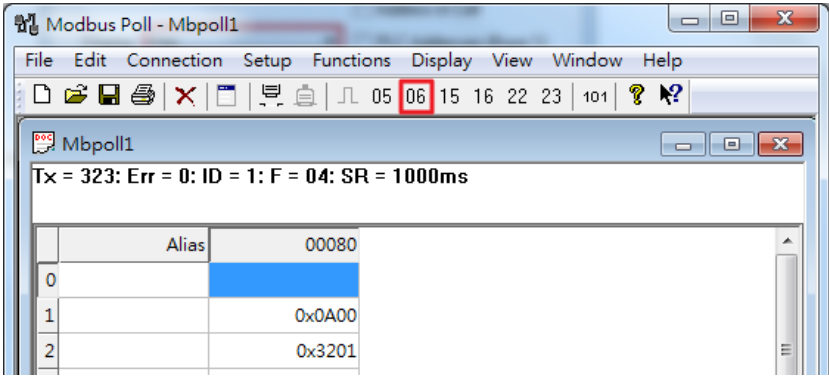 Modbus Poll - Mbpoll1
File Edit Connection Setup Functions Display View Window Help
05 06 15 16 22 23 101
Mbpoll1
Tx = 323: Err = 0: ID = 1: F = 04: SR = 1000ms
Alias 00080
0
1 0x0A00
2 0x3201